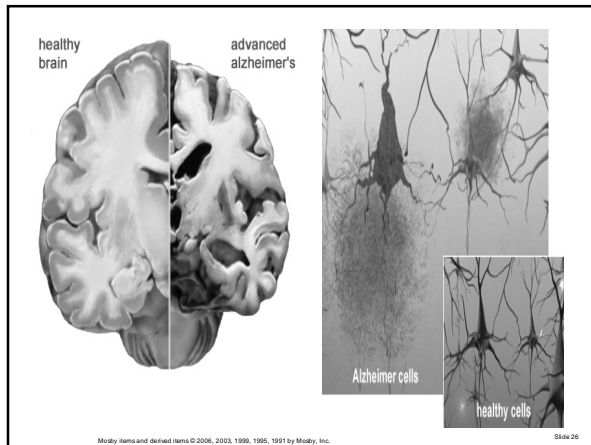 healthy
brain
advanced
alzheimer's
Alzheimer cells
healthy cells
Mosby items and derived items © 2006, 2003, 1999, 1995, 1991 by Mosby, Inc.
Slide 26